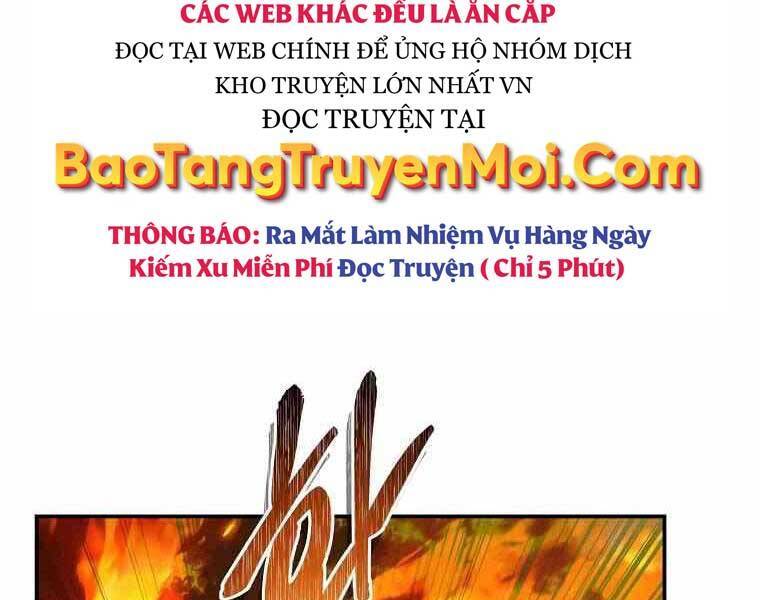 CÁC WEB KHÁC ĐỀU LÀ ĂN CẮP
ĐỌC TẠI WEB CHÍNH ĐỂ ỦNG HỘ NHÓM DỊCH
KHO TRUYỆN LỚN NHẤT VN
ĐỌC TRUYỆN TẠI
BaoTangTruyenMoi.Com
THÔNG BÁO: Ra Mắt Làm Nhiệm Vụ Hàng Ngày
Kiếm Xu Miễn Phí Đọc Truyện ( Chỉ 5 Phút)